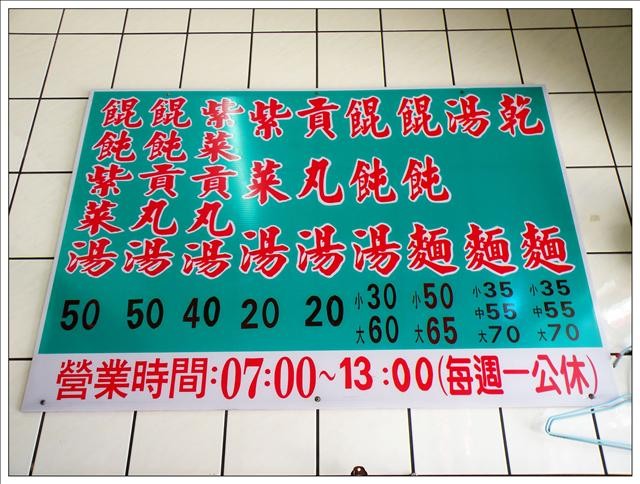 乾麵
小35
中55
大70
湯麵
小35
中55
大70
餛飩麵
小50
大65
餛飩湯
小30
大60
貢丸湯
20
紫菜湯
20
紫菜貢丸湯
40
餛飩貢丸湯
50
餛飩紫菜湯
50
營業時間:07:00~13:00(每週一公休)